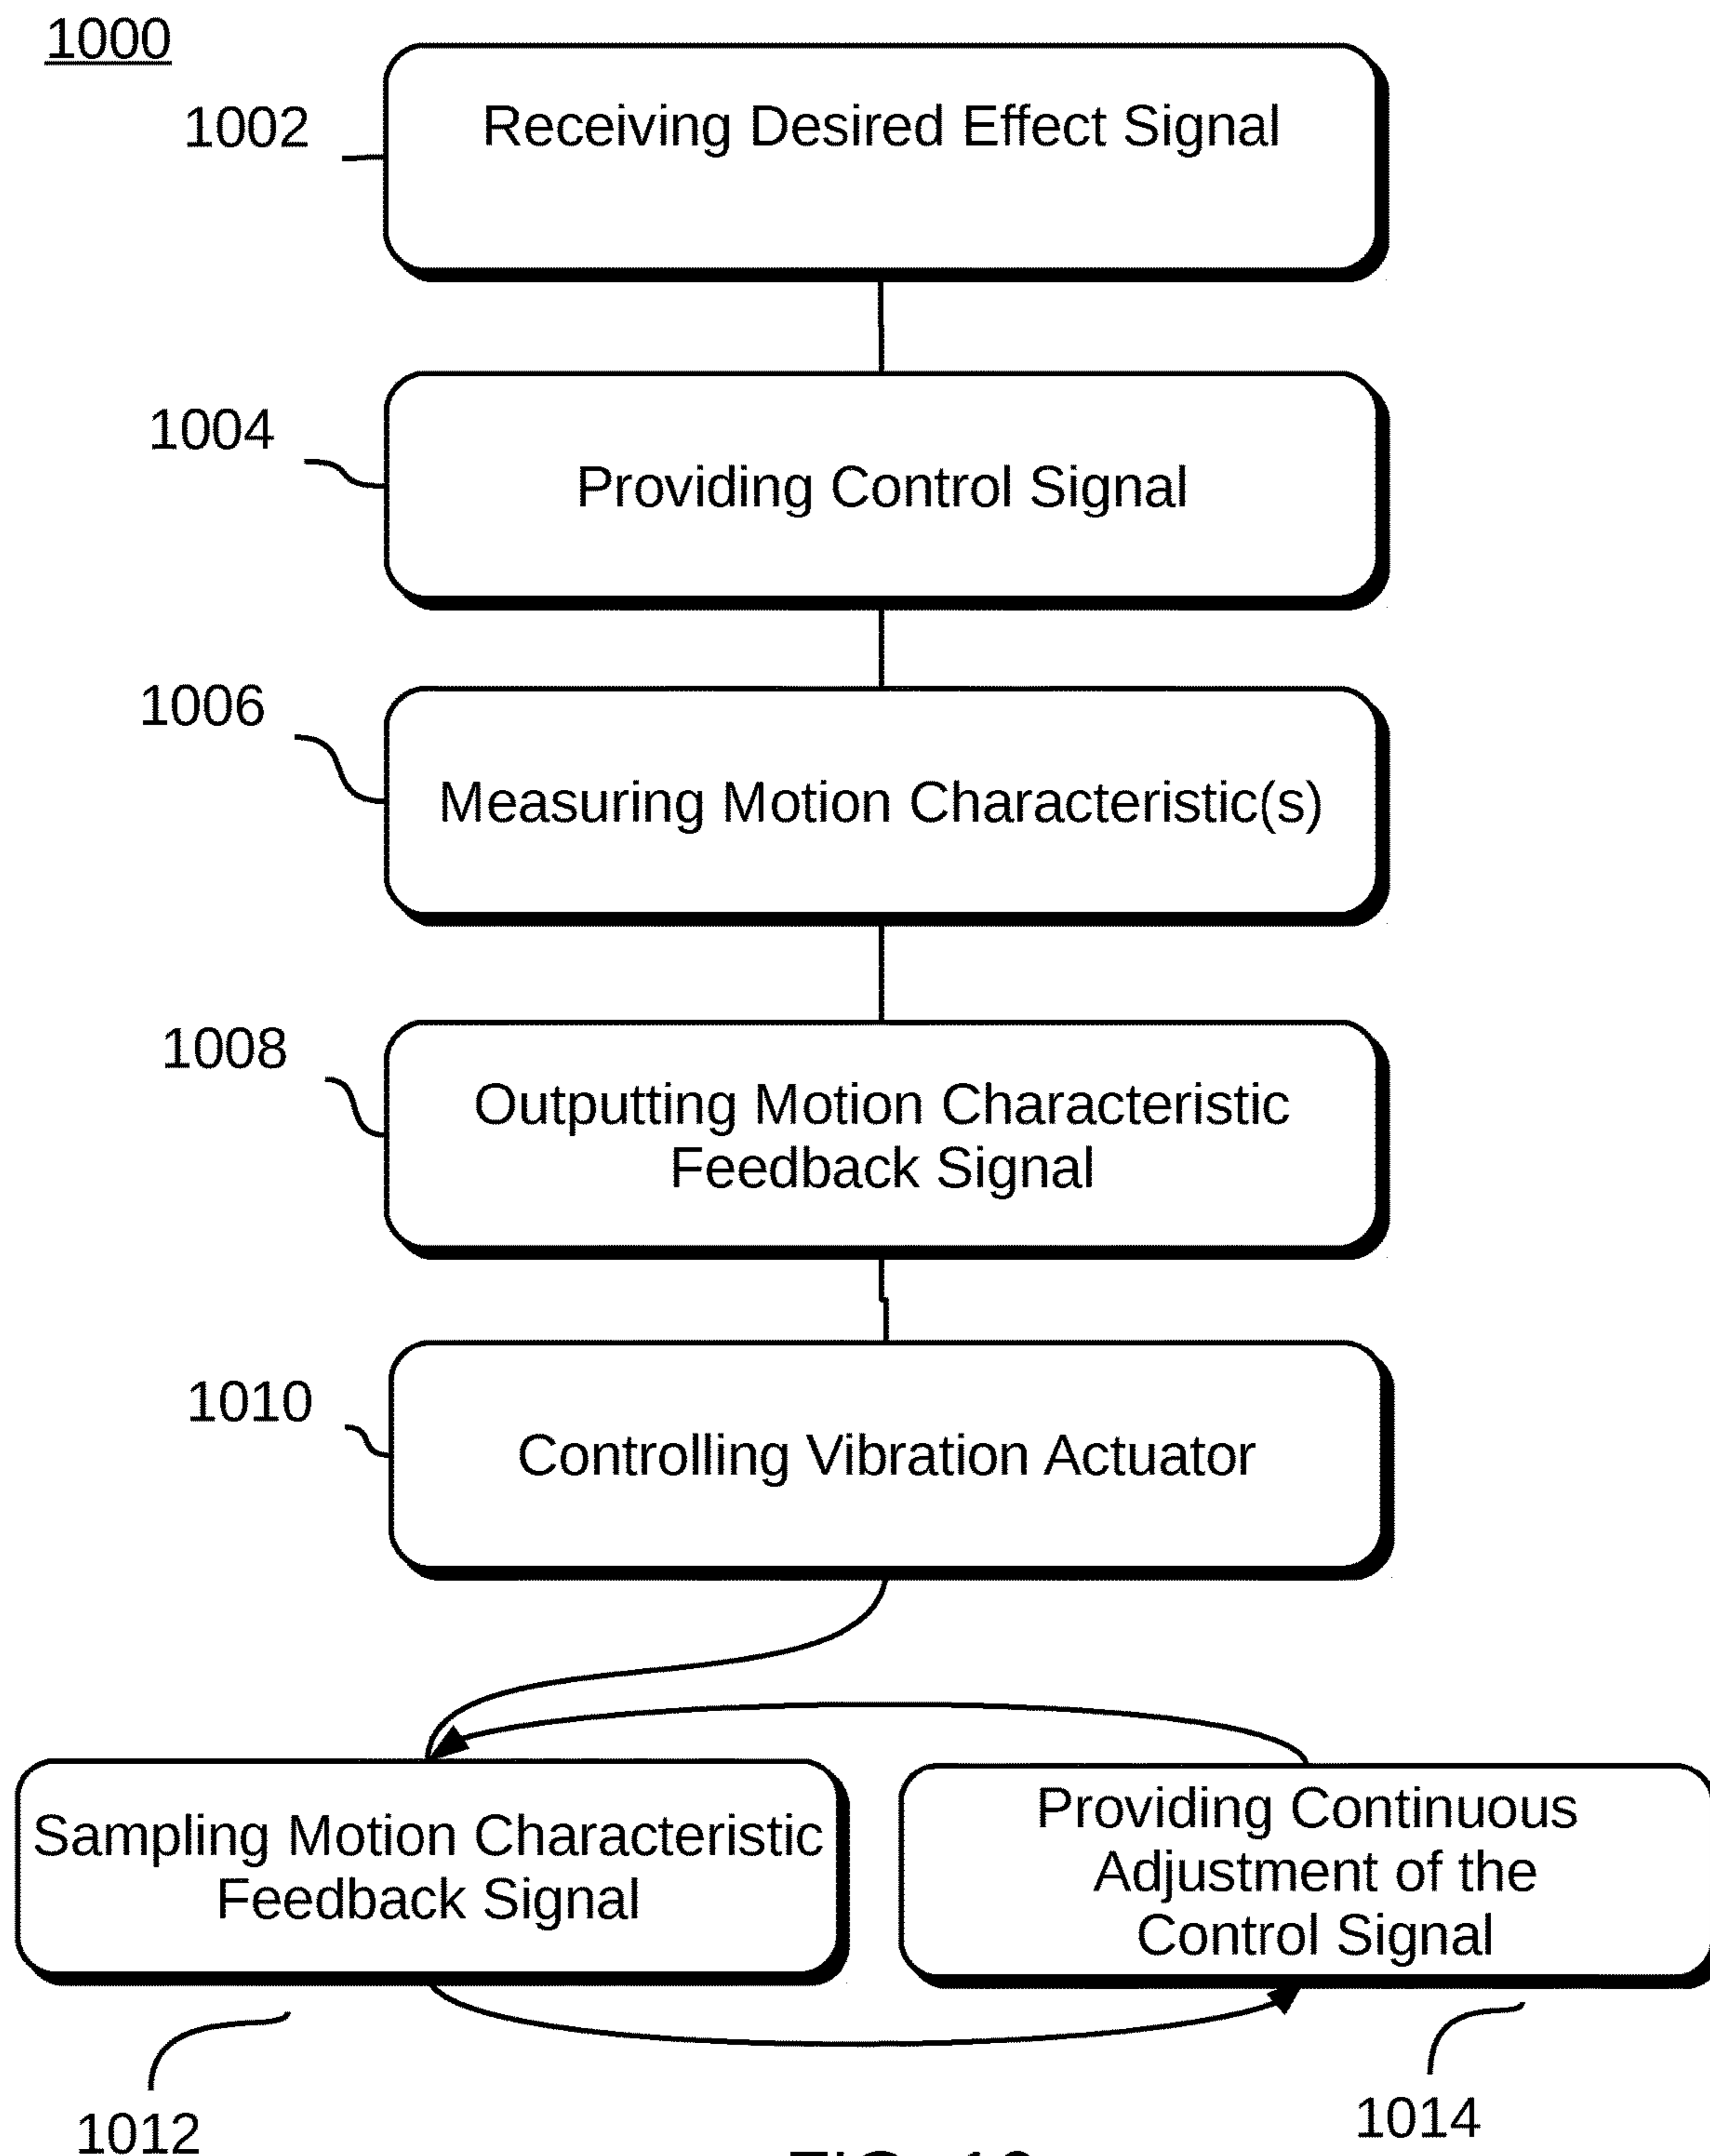 1000
1002
Receiving Desired Effect Signal
1004
Providing Control Signal
1006
Measuring Motion Characteristic(s)
1008
Outputting Motion Characteristic
Feedback Signal
1010
Controlling Vibration Actuator
Sampling Motion Characteristic
Feedback Signal
Providing Continuous
Adjustment of the
Control Signal
1012
1014